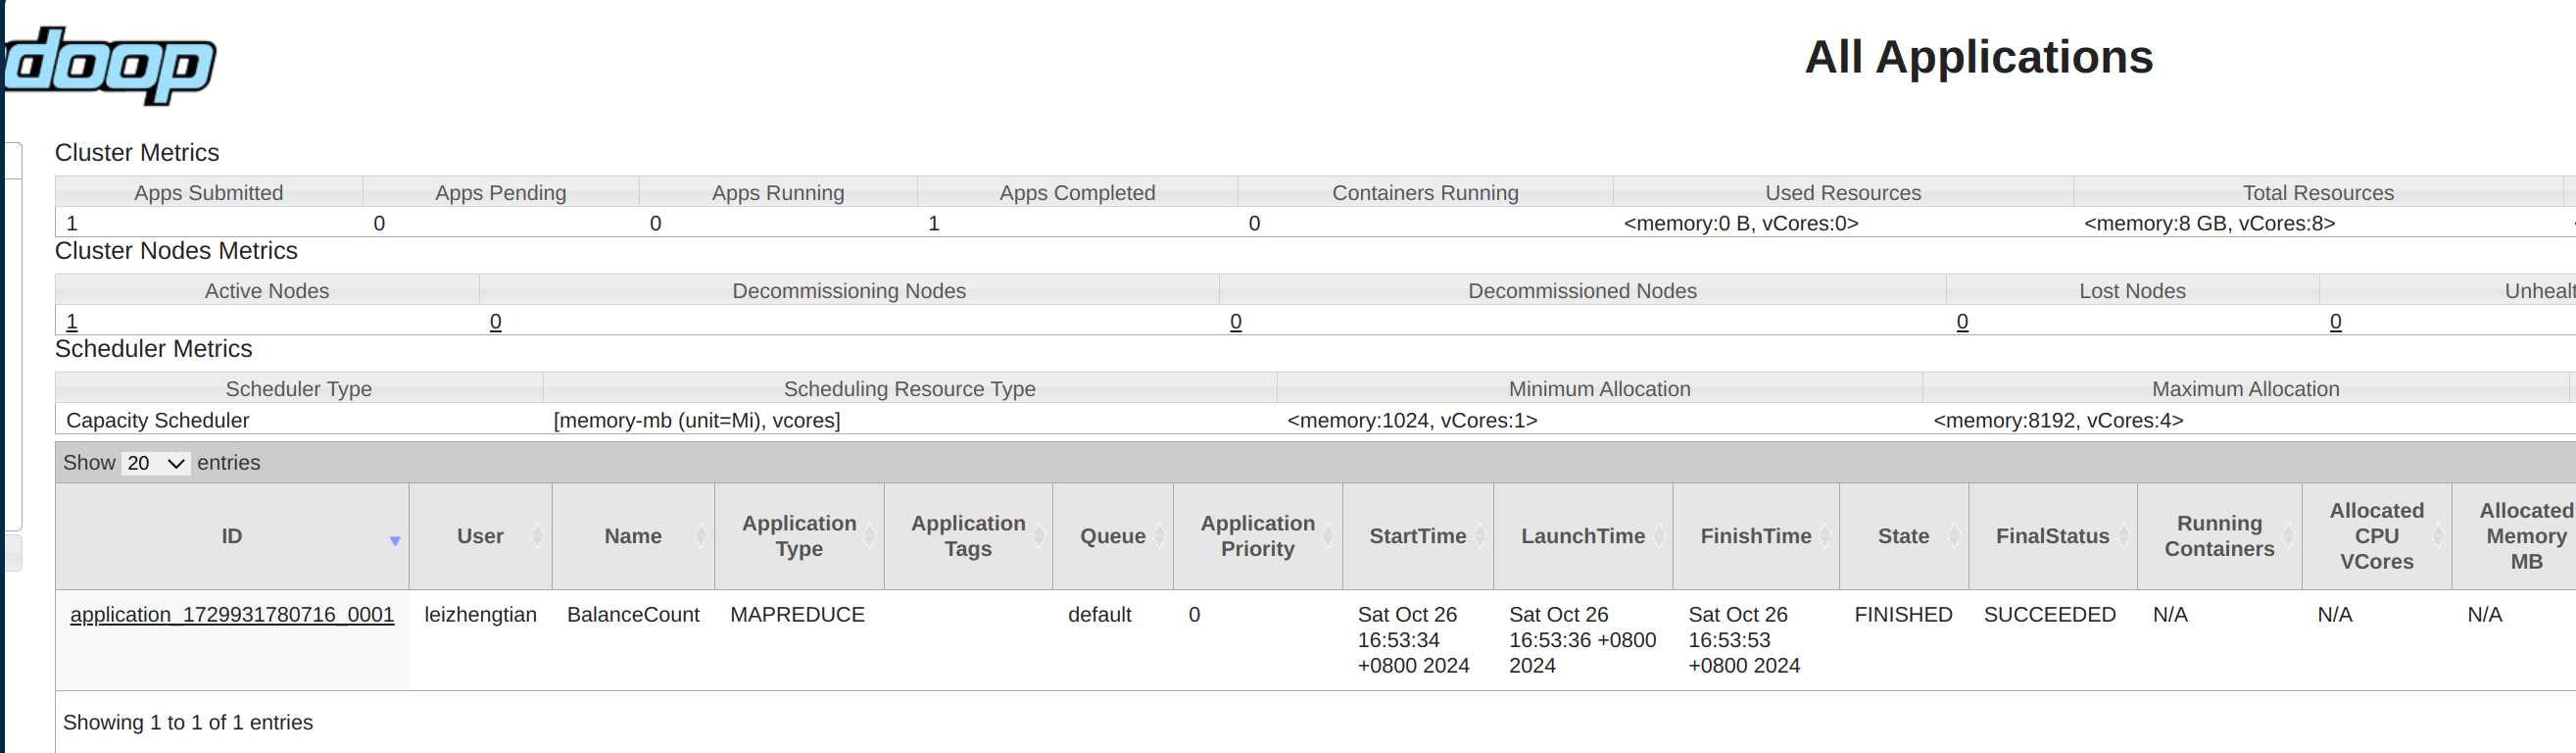 doop
All Applications
Cluster Metrics
Apps Submitted Apps Pending Apps Running Apps Completed Containers Running Used Resources Total Resources
1 0 0 1 0 <memory:0 B, vCores:0> <memory:8 GB, vCores:8>
Cluster Nodes Metrics
Active Nodes Decommissioning Nodes Decommissioned Nodes Lost Nodes Unhealt
1 0 0 0 0
Scheduler Metrics
Scheduler Type Scheduling Resource Type Minimum Allocation Maximum Allocation
Capacity Scheduler [memory-mb (unit=Mi), vcores] <memory:1024, vCores:1> <memory:8192, vCores:4>
Show 20 entries
ID User Name Application Type Application Tags Queue Application Priority StartTime LaunchTime FinishTime State FinalStatus Running Containers Allocated CPU VCores Allocated Memory MB
application_1729931780716_0001 leizhengtian BalanceCount MAPREDUCE default 0 Sat Oct 26 16:53:34 +0800 2024 Sat Oct 26 16:53:36 +0800 2024 Sat Oct 26 16:53:53 +0800 2024 FINISHED SUCCEEDED N/A N/A N/A
Showing 1 to 1 of 1 entries